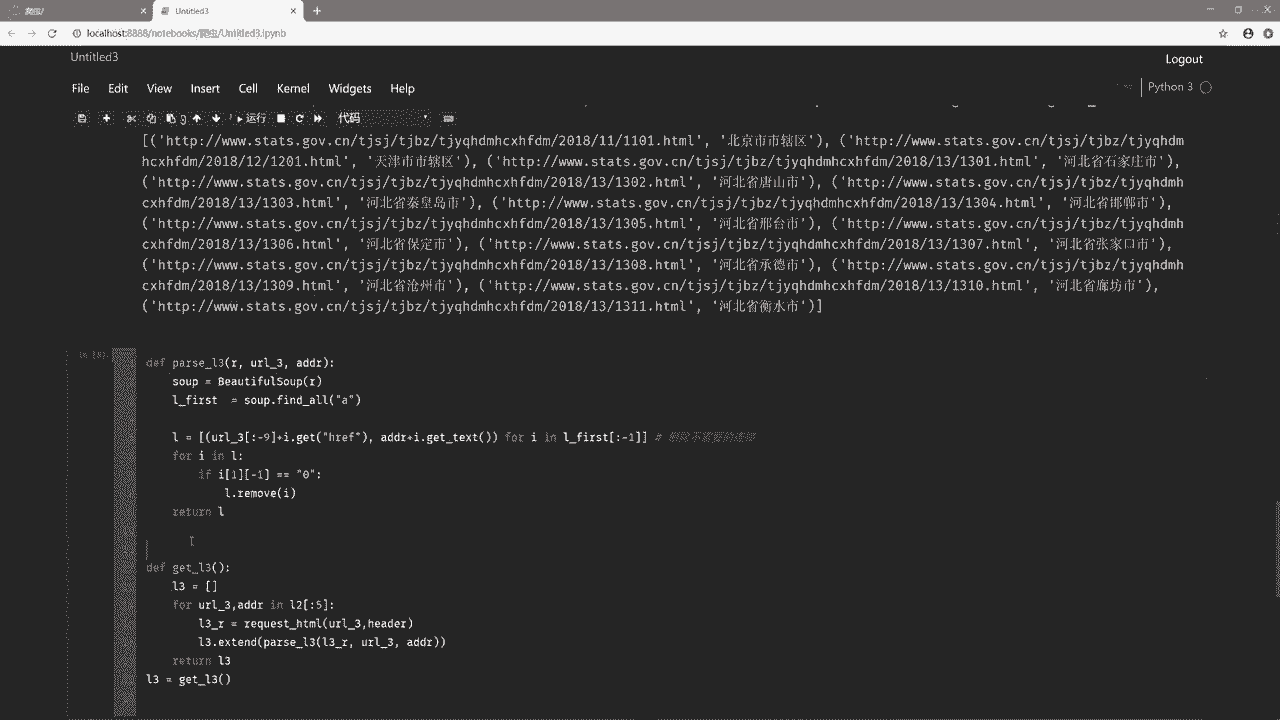 爬虫/
Untitled3
localhost:8888/notebooks/爬虫/Untitled3.ipynb
Untitled3
Logout
File Edit View Insert Cell Kernel Widgets Help
Python 3
运行
代码
[('http://www.stats.gov.cn/tjsj/tjbz/tjyqhdmhcxhfdm/2018/11/1101.html', '北京市市辖区'), ('http://www.stats.gov.cn/tjsj/tjbz/tjyqhdm
hcxhfdm/2018/12/1201.html', '天津市市辖区'), ('http://www.stats.gov.cn/tjsj/tjbz/tjyqhdmhcxhfdm/2018/13/1301.html', '河北省石家庄市'),
('http://www.stats.gov.cn/tjsj/tjbz/tjyqhdmhcxhfdm/2018/13/1302.html', '河北省唐山市'), ('http://www.stats.gov.cn/tjsj/tjbz/tjyqhdmh
cxhfdm/2018/13/1303.html', '河北省秦皇岛市'), ('http://www.stats.gov.cn/tjsj/tjbz/tjyqhdmhcxhfdm/2018/13/1304.html', '河北省邯郸市'),
('http://www.stats.gov.cn/tjsj/tjbz/tjyqhdmhcxhfdm/2018/13/1305.html', '河北省邢台市'), ('http://www.stats.gov.cn/tjsj/tjbz/tjyqhdmh
cxhfdm/2018/13/1306.html', '河北省保定市'), ('http://www.stats.gov.cn/tjsj/tjbz/tjyqhdmhcxhfdm/2018/13/1307.html', '河北省张家口市'),
('http://www.stats.gov.cn/tjsj/tjbz/tjyqhdmhcxhfdm/2018/13/1308.html', '河北省承德市'), ('http://www.stats.gov.cn/tjsj/tjbz/tjyqhdmh
cxhfdm/2018/13/1309.html', '河北省沧州市'), ('http://www.stats.gov.cn/tjsj/tjbz/tjyqhdmhcxhfdm/2018/13/1310.html', '河北省廊坊市'),
('http://www.stats.gov.cn/tjsj/tjbz/tjyqhdmhcxhfdm/2018/13/1311.html', '河北省衡水市')]
def parse_l3(r, url_3, addr):
soup = BeautifulSoup(r)
l_first = soup.find_all("a")
l = [(url_3[:-9]+i.get("href"), addr+i.get_text()) for i in l_first[:-1]] #
for i in l:
if i[1][-1] == "0":
l.remove(i)
return l
def get_l3():
l3 = []
for url_3,addr in l2[:5]:
l3_r = request_html(url_3,header)
l3.extend(parse_l3(l3_r, url_3, addr))
return l3
l3 = get_l3()